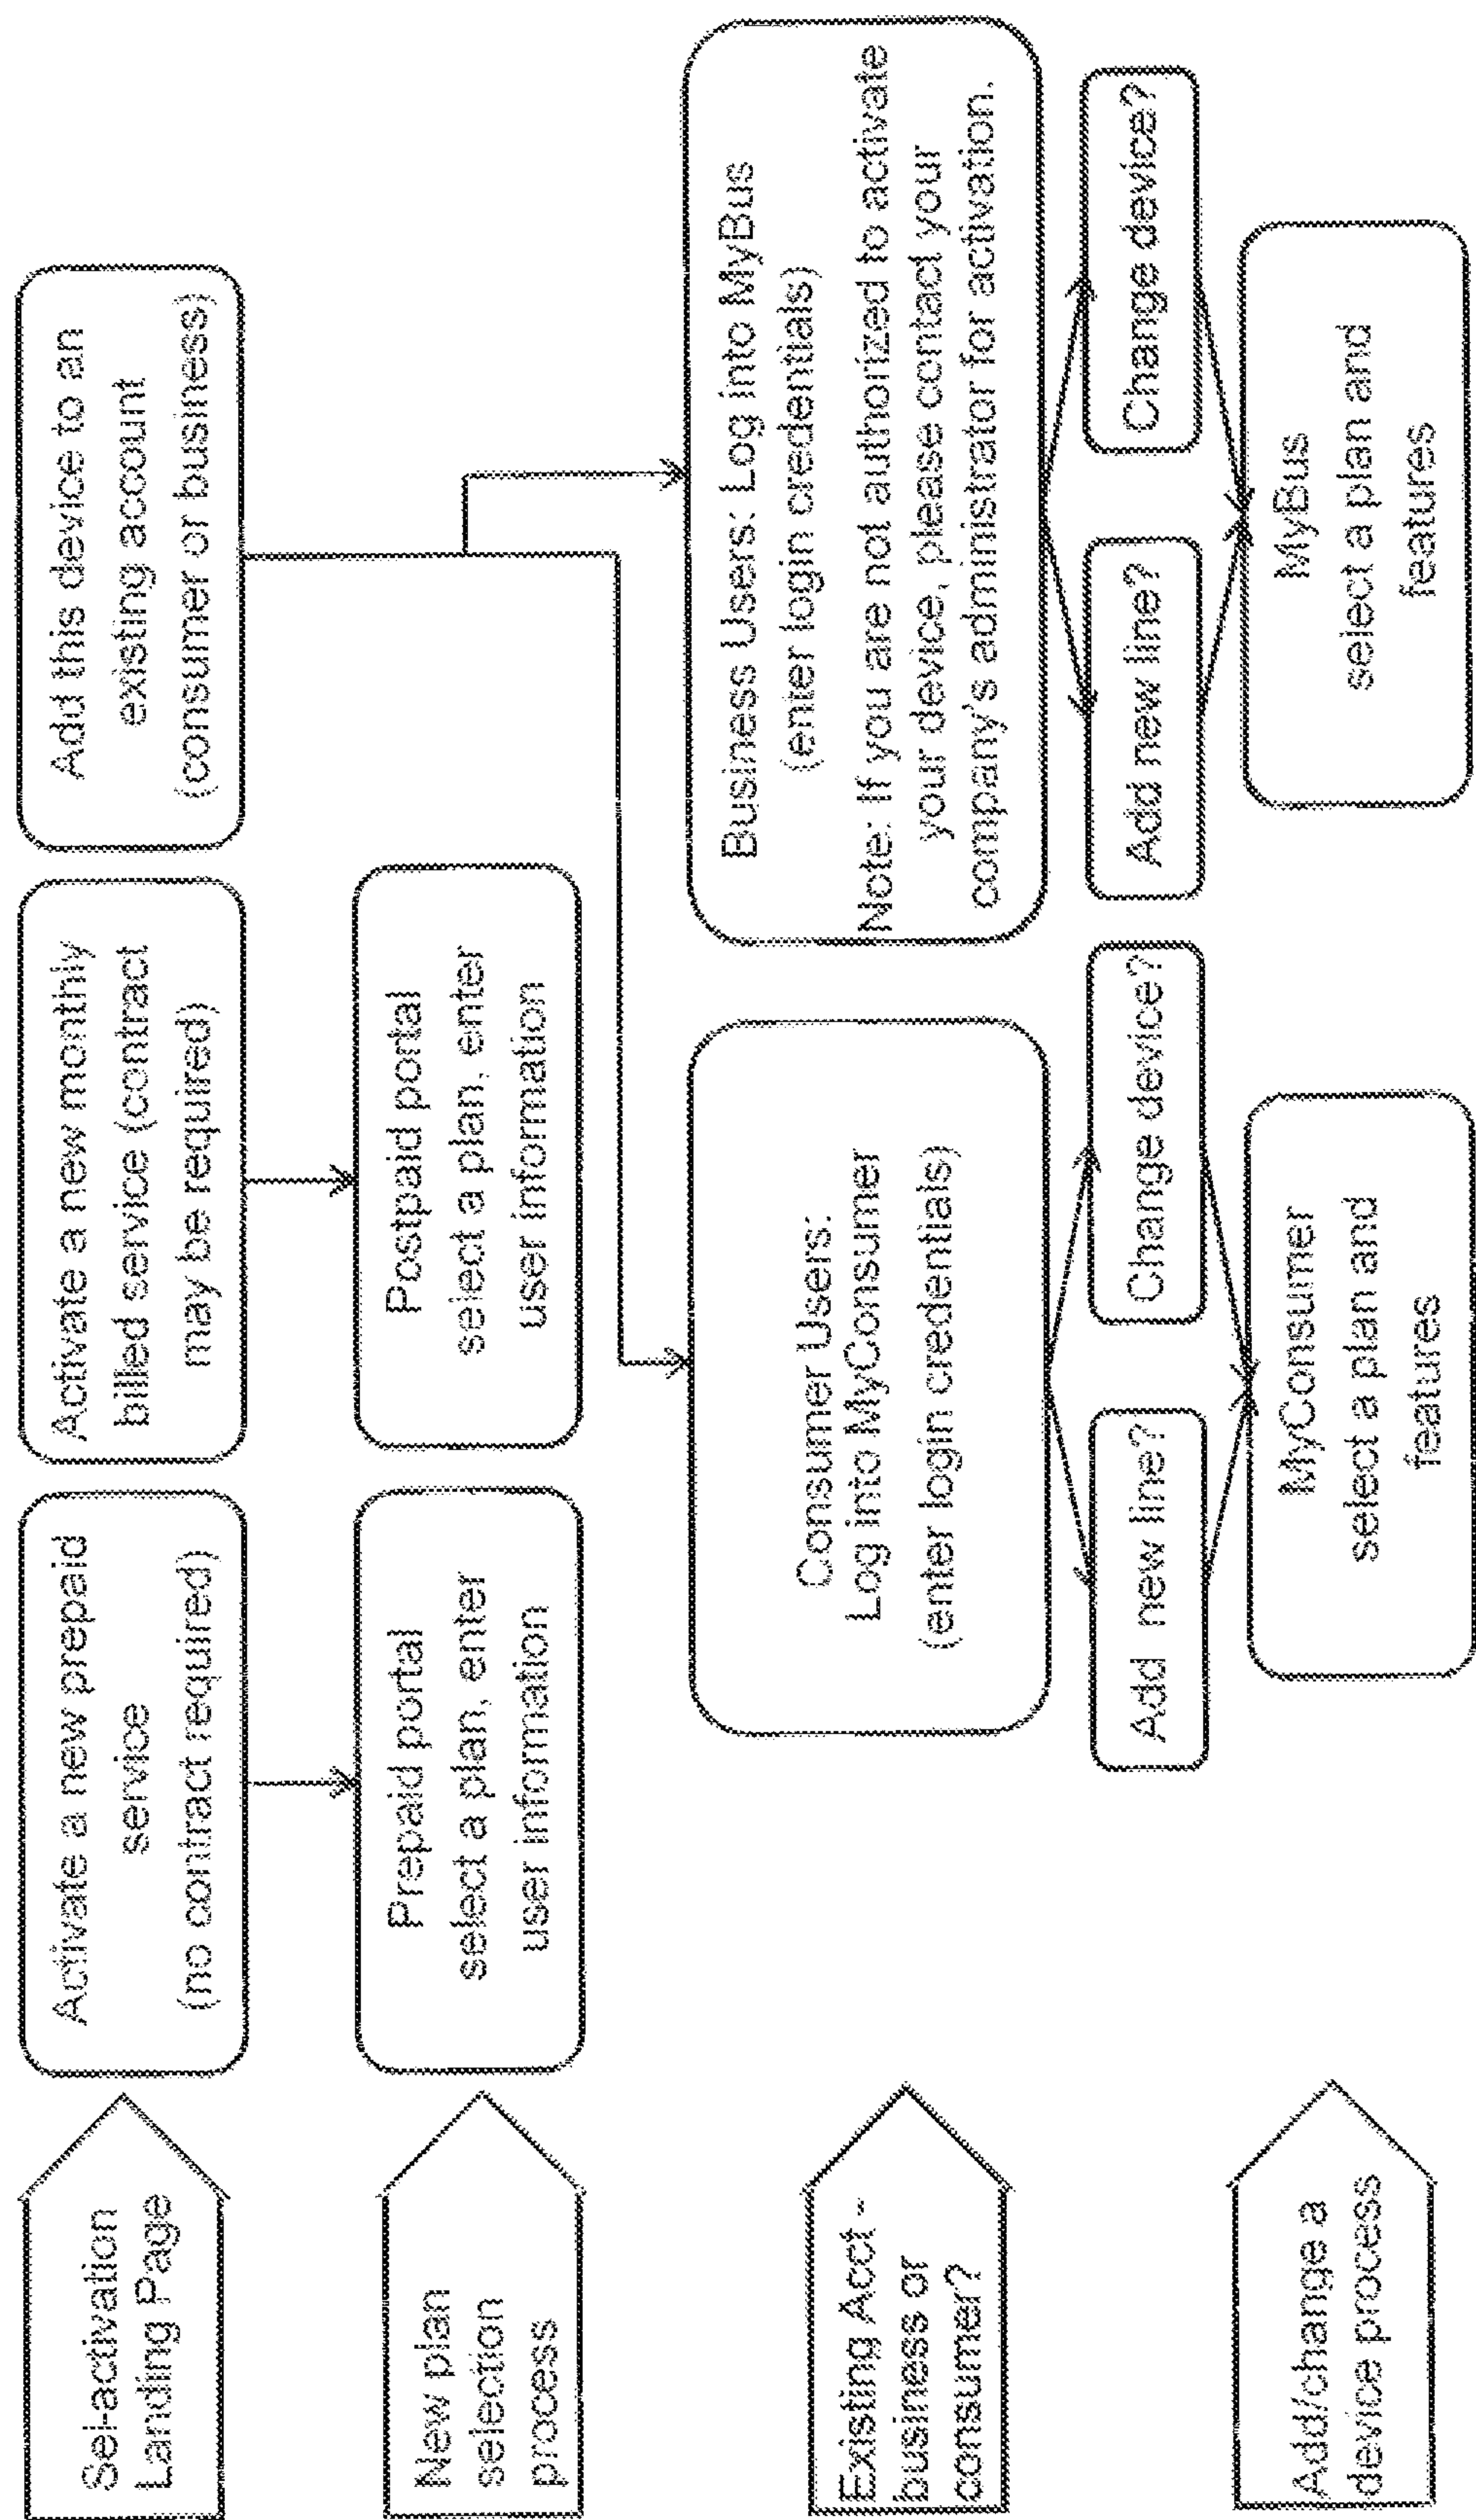 Sel-activation
Landing Page
Activate a new prepaid
service
(no contract required)
Activate a new monthly
billed service (contract
may be required)
Add this device to an
existing account
(consumer or business)
New plan
selection
process
Prepaid portal
select a plan, enter
user information
Postpaid portal
select a plan, enter
user information
Existing Acct -
business or
consumer?
Consumer Users:
Log into MyConsumer
(enter login credentials)
Business Users: Log into MyBus
(enter login credentials)
Note: If you are not authorized to activate
your device, please contact your
company's administrator for activation.
Add new line?
Change device?
Add new line?
Change device?
Add/change a
device process
MyConsumer
select a plan and
features
MyBus
select a plan and
features